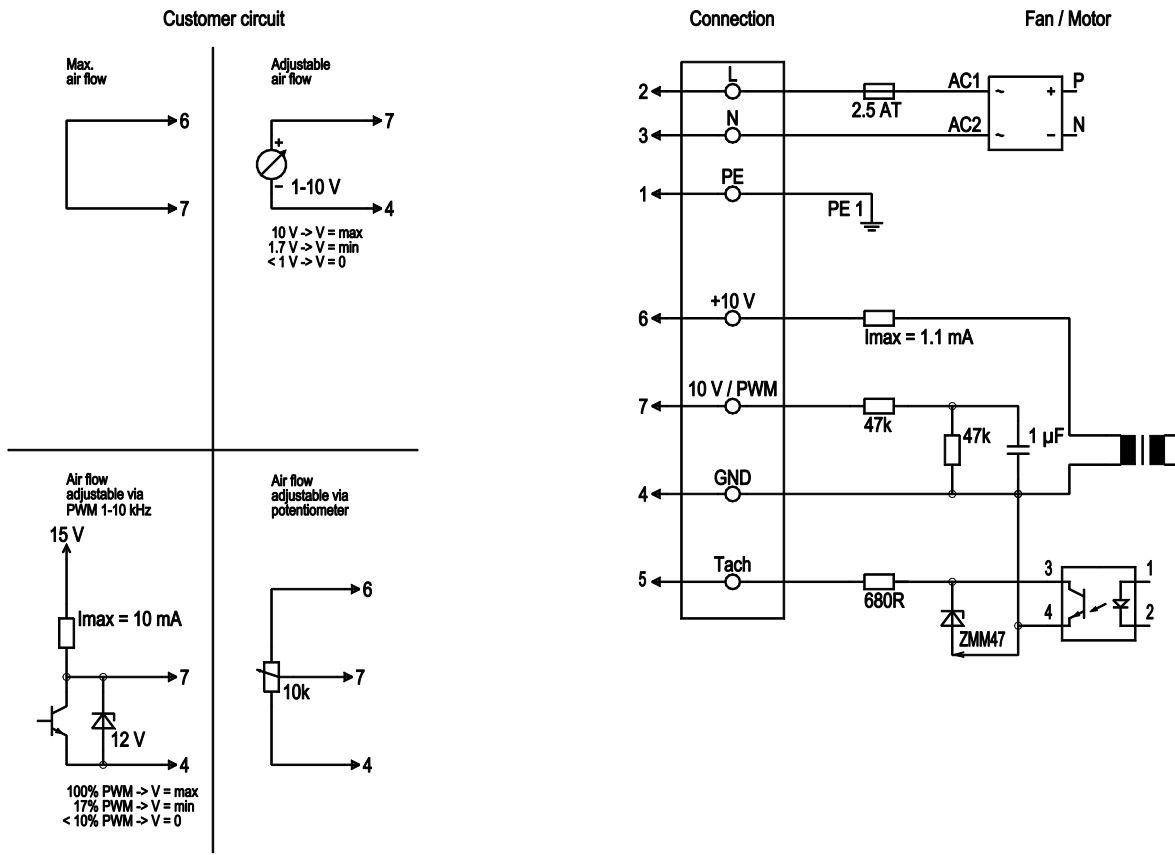 Customer circuit
Connection
Fan / Motor
Max.
air flow
6
7
Adjustable
air flow
7
+
– 1-10 V
4
10 V -> V = max
1.7 V -> V = min
< 1 V -> V = 0
Air flow
adjustable via
PWM 1-10 kHz
15 V
Imax = 10 mA
7
12 V
4
100% PWM -> V = max
17% PWM -> V = min
< 10% PWM -> V = 0
Air flow
adjustable via
potentiometer
6
7
10k
4
L
2
2.5 AT
AC1
~ + P
N
3
AC2
~ – N
PE
1
PE 1
+10 V
6
Imax = 1.1 mA
10 V / PWM
7
47k
47k
1 µF
GND
4
Tach
5
680R
ZMM47
3
4
1
2